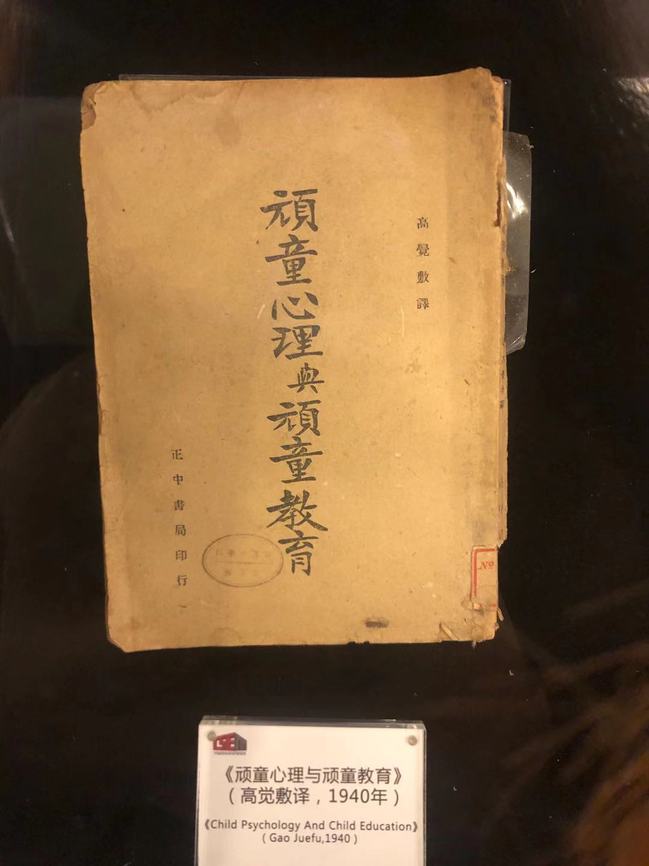 高覺敷譯
頑童心理與頑童教育
正中書局印行
No
《顽童心理与顽童教育》
（高觉敷译，1940年）
《Child Psychology And Child Education》
（Gao Juefu,1940）